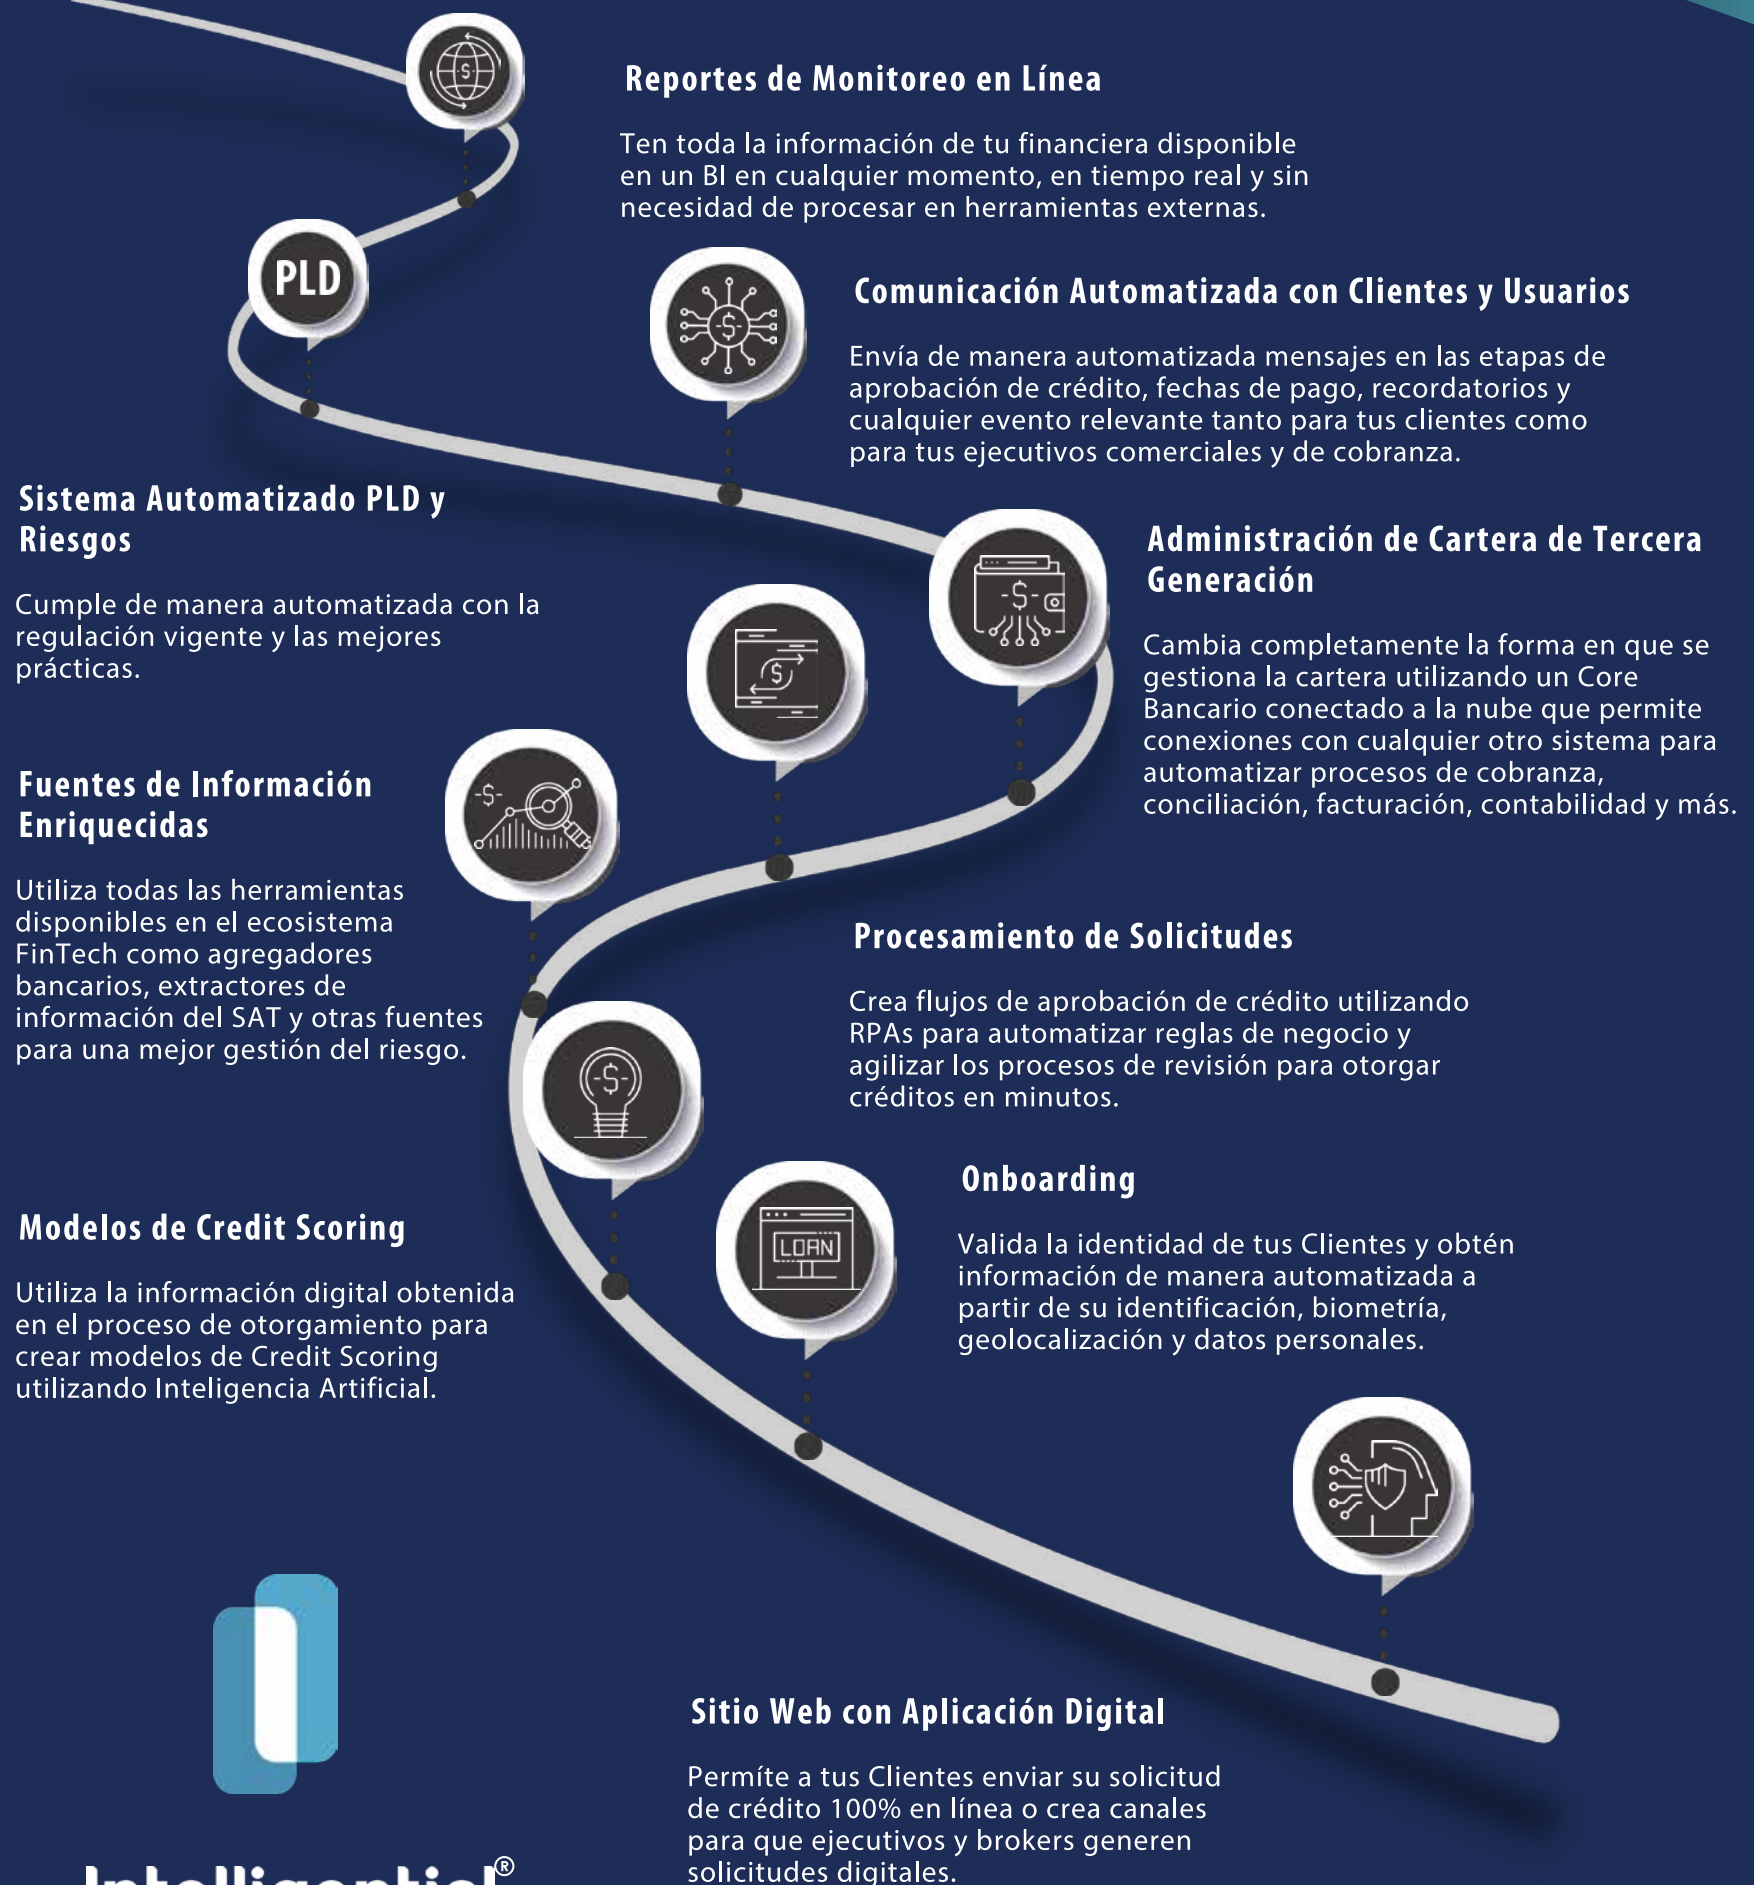 Reportes de Monitoreo en Línea
Ten toda la información de tu financiera disponible
en un BI en cualquier momento, en tiempo real y sin
necesidad de procesar en herramientas externas.
PLD
Comunicación Automatizada con Clientes y Usuarios
Envía de manera automatizada mensajes en las etapas de
aprobación de crédito, fechas de pago, recordatorios y
cualquier evento relevante tanto para tus clientes como
para tus ejecutivos comerciales y de cobranza.
Sistema Automatizado PLD y
Riesgos
Cumple de manera automatizada con la
regulación vigente y las mejores
prácticas.
Administración de Cartera de Tercera
Generación
Cambia completamente la forma en que se
gestiona la cartera utilizando un Core
Bancario conectado a la nube que permite
conexiones con cualquier otro sistema para
automatizar procesos de cobranza,
conciliación, facturación, contabilidad y más.
Fuentes de Información
Enriquecidas
Utiliza todas las herramientas
disponibles en el ecosistema
FinTech como agregadores
bancarios, extractores de
información del SAT y otras fuentes
para una mejor gestión del riesgo.
Procesamiento de Solicitudes
Crea flujos de aprobación de crédito utilizando
RPAs para automatizar reglas de negocio y
agilizar los procesos de revisión para otorgar
créditos en minutos.
Onboarding
Valida la identidad de tus Clientes y obtén
información de manera automatizada a
partir de su identificación, biometría,
geolocalización y datos personales.
LOAN
Modelos de Credit Scoring
Utiliza la información digital obtenida
en el proceso de otorgamiento para
crear modelos de Credit Scoring
utilizando Inteligencia Artificial.
Sitio Web con Aplicación Digital
Permíte a tus Clientes enviar su solicitud
de crédito 100% en línea o crea canales
para que ejecutivos y brokers generen
solicitudes digitales.
Intelligential®